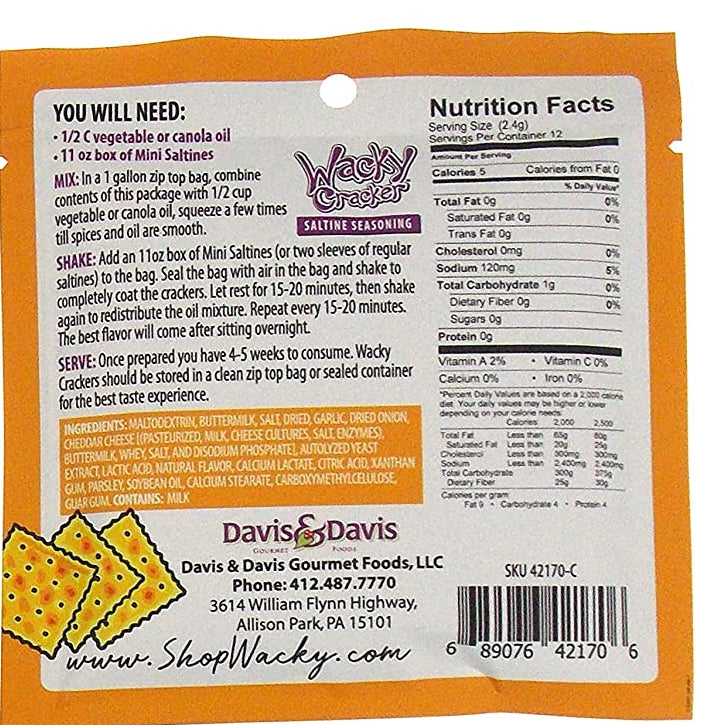 YOU WILL NEED:
• 1/2 C vegetable or canola oil
• 11 oz box of Mini Saltines
MIX: In a 1 gallon zip top bag, combine
contents of this package with 1/2 cup
vegetable or canola oil, squeeze a few times
till spices and oil are smooth.
Wacky
Cracker
SALTINE SEASONING
SHAKE: Add an 11oz box of Mini Saltines (or two sleeves of regular
saltines) to the bag. Seal the bag with air in the bag and shake to
completely coat the crackers. Let rest for 15-20 minutes, then shake
again to redistribute the oil mixture. Repeat every 15-20 minutes.
The best flavor will come after sitting overnight.
SERVE: Once prepared you have 4-5 weeks to consume. Wacky
Crackers should be stored in a clean zip top bag or sealed container
for the best taste experience.
INGREDIENTS: MALTODEXTRIN, BUTTERMILK, SALT, DRIED, GARLIC, DRIED ONION,
CHEDDAR CHEESE ([PASTEURIZED, MILK, CHEESE CULTURES, SALT, ENZYMES),
BUTTERMILK, WHEY, SALT, AND DISODIUM PHOSPHATE), AUTOLYZED YEAST
EXTRACT, LACTIC ACID, NATURAL FLAVOR, CALCIUM LACTATE, CITRIC ACID, XANTHAN
GUM, PARSLEY, SOYBEAN OIL, CALCIUM STEARATE, CARBOXYMETHYLCELLULOSE,
GUAR GUM. CONTAINS: MILK
Davis & Davis
GOURMET FOODS
Davis & Davis Gourmet Foods, LLC
Phone: 412.487.7770
3614 William Flynn Highway,
Allison Park, PA 15101
www.ShopWacky.com
Nutrition Facts
Serving Size (2.4g)
Servings Per Container 12
Amount Per Serving
Calories 5 Calories from Fat 0
% Daily Value*
Total Fat 0g 0%
Saturated Fat 0g 0%
Trans Fat 0g
Cholesterol 0mg 0%
Sodium 120mg 5%
Total Carbohydrate 1g 0%
Dietary Fiber 0g 0%
Sugars 0g
Protein 0g
Vitamin A 2% • Vitamin C 0%
Calcium 0% • Iron 0%
*Percent Daily Values are based on a 2,000 calorie
diet. Your daily values may be higher or lower
depending on your calorie needs:
Calories 2,000 2,500
Total Fat Less than 65g 80g
Saturated Fat Less than 20g 25g
Cholesterol Less than 300mg 300mg
Sodium Less than 2,400mg 2,400mg
Total Carbohydrate 300g 375g
Dietary Fiber 25g 30g
Calories per gram:
Fat 9 • Carbohydrate 4 • Protein 4
SKU 42170-C
6 89076 42170 6